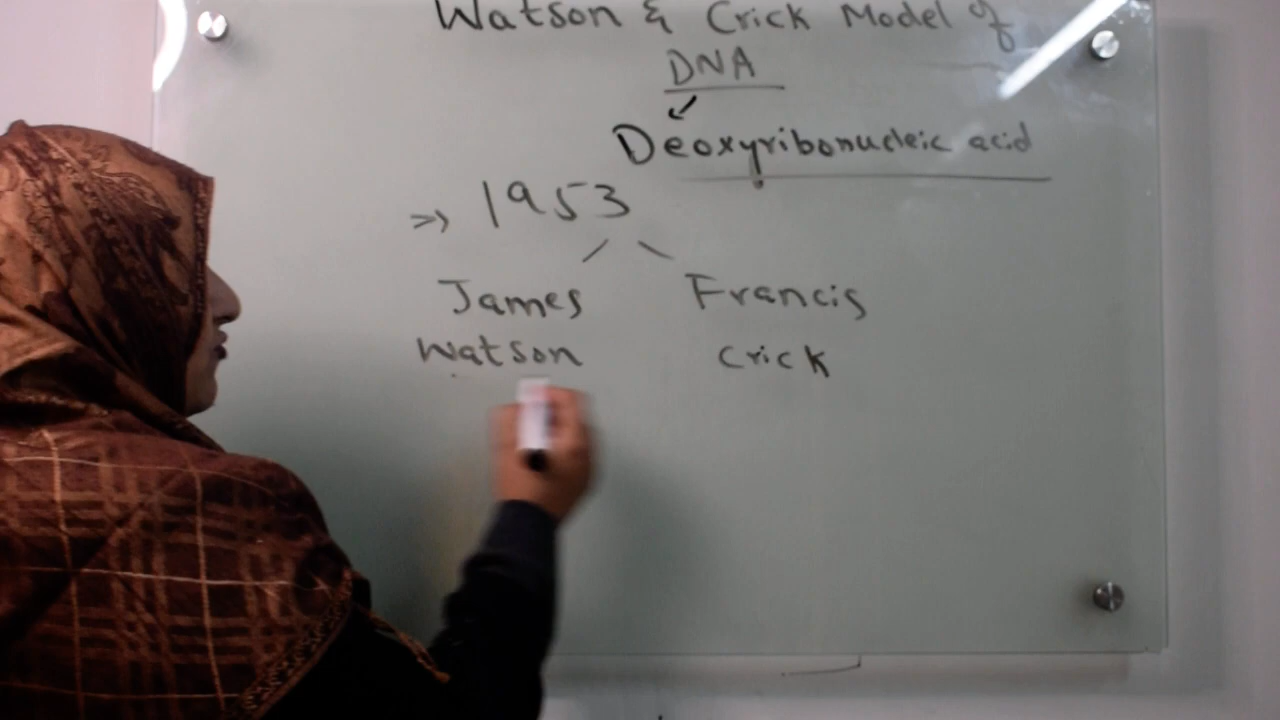 Watson & Crick Model of
DNA
Deoxyribonucleic acid
=>> 1953
James Francis
Watson Crick